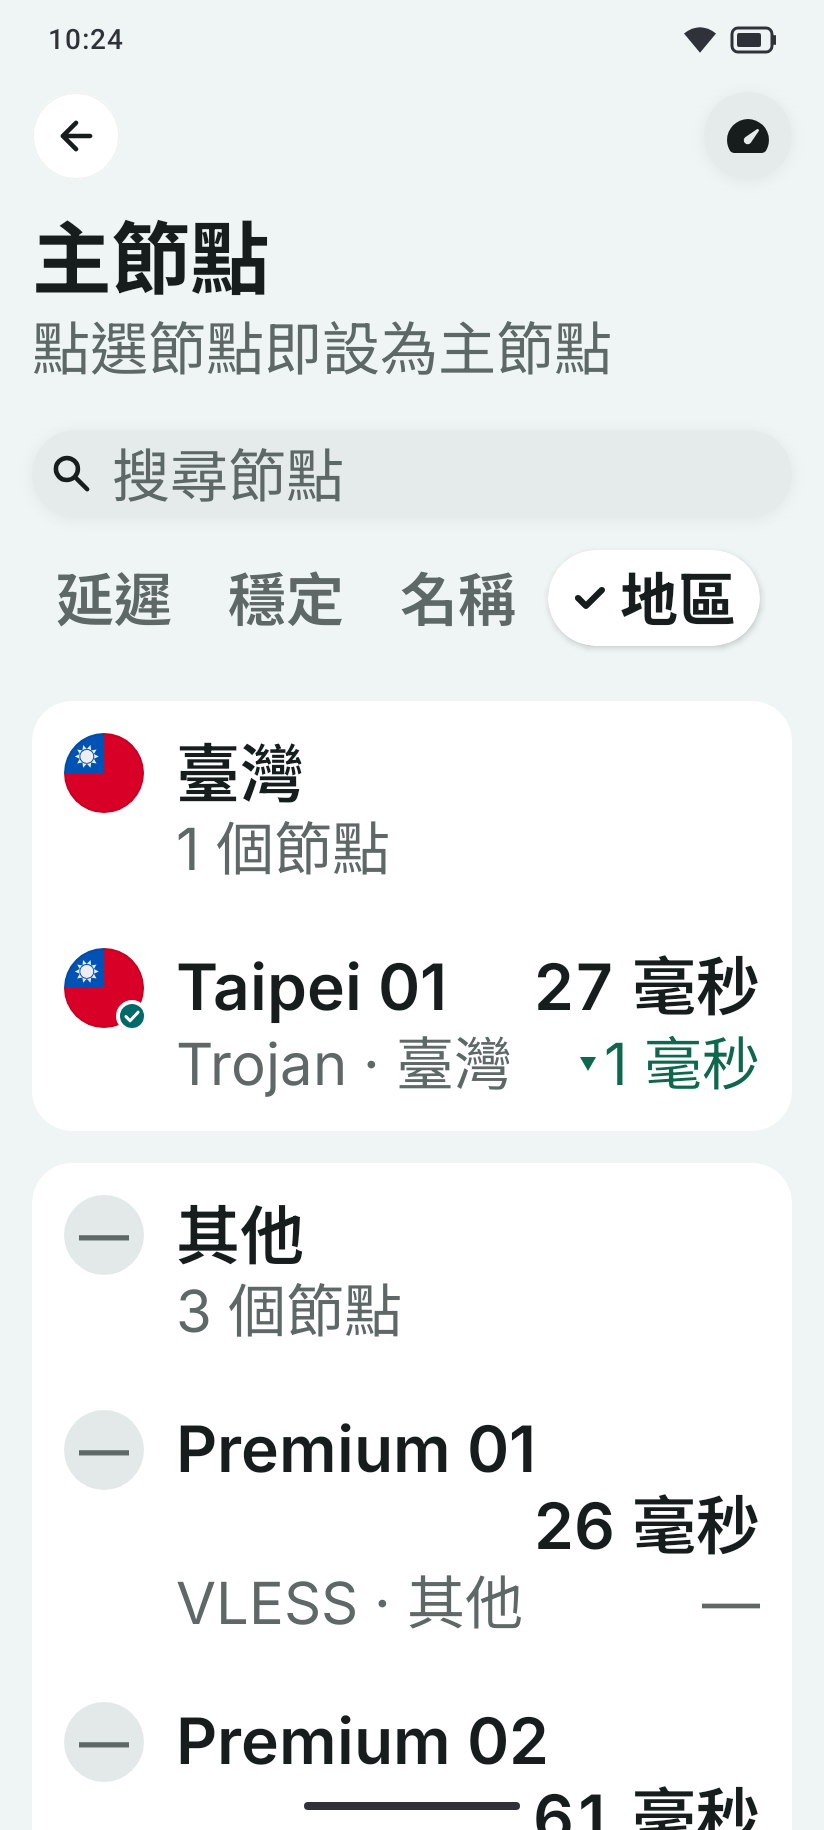 10:24
主節點
點選節點即設為主節點
搜尋節點
延遲 穩定 名稱 地區
臺灣
1 個節點
Taipei 01 27 毫秒
Trojan · 臺灣 ▾1 毫秒
其他
3 個節點
Premium 01
26 毫秒
VLESS · 其他 —
Premium 02
61 毫秒